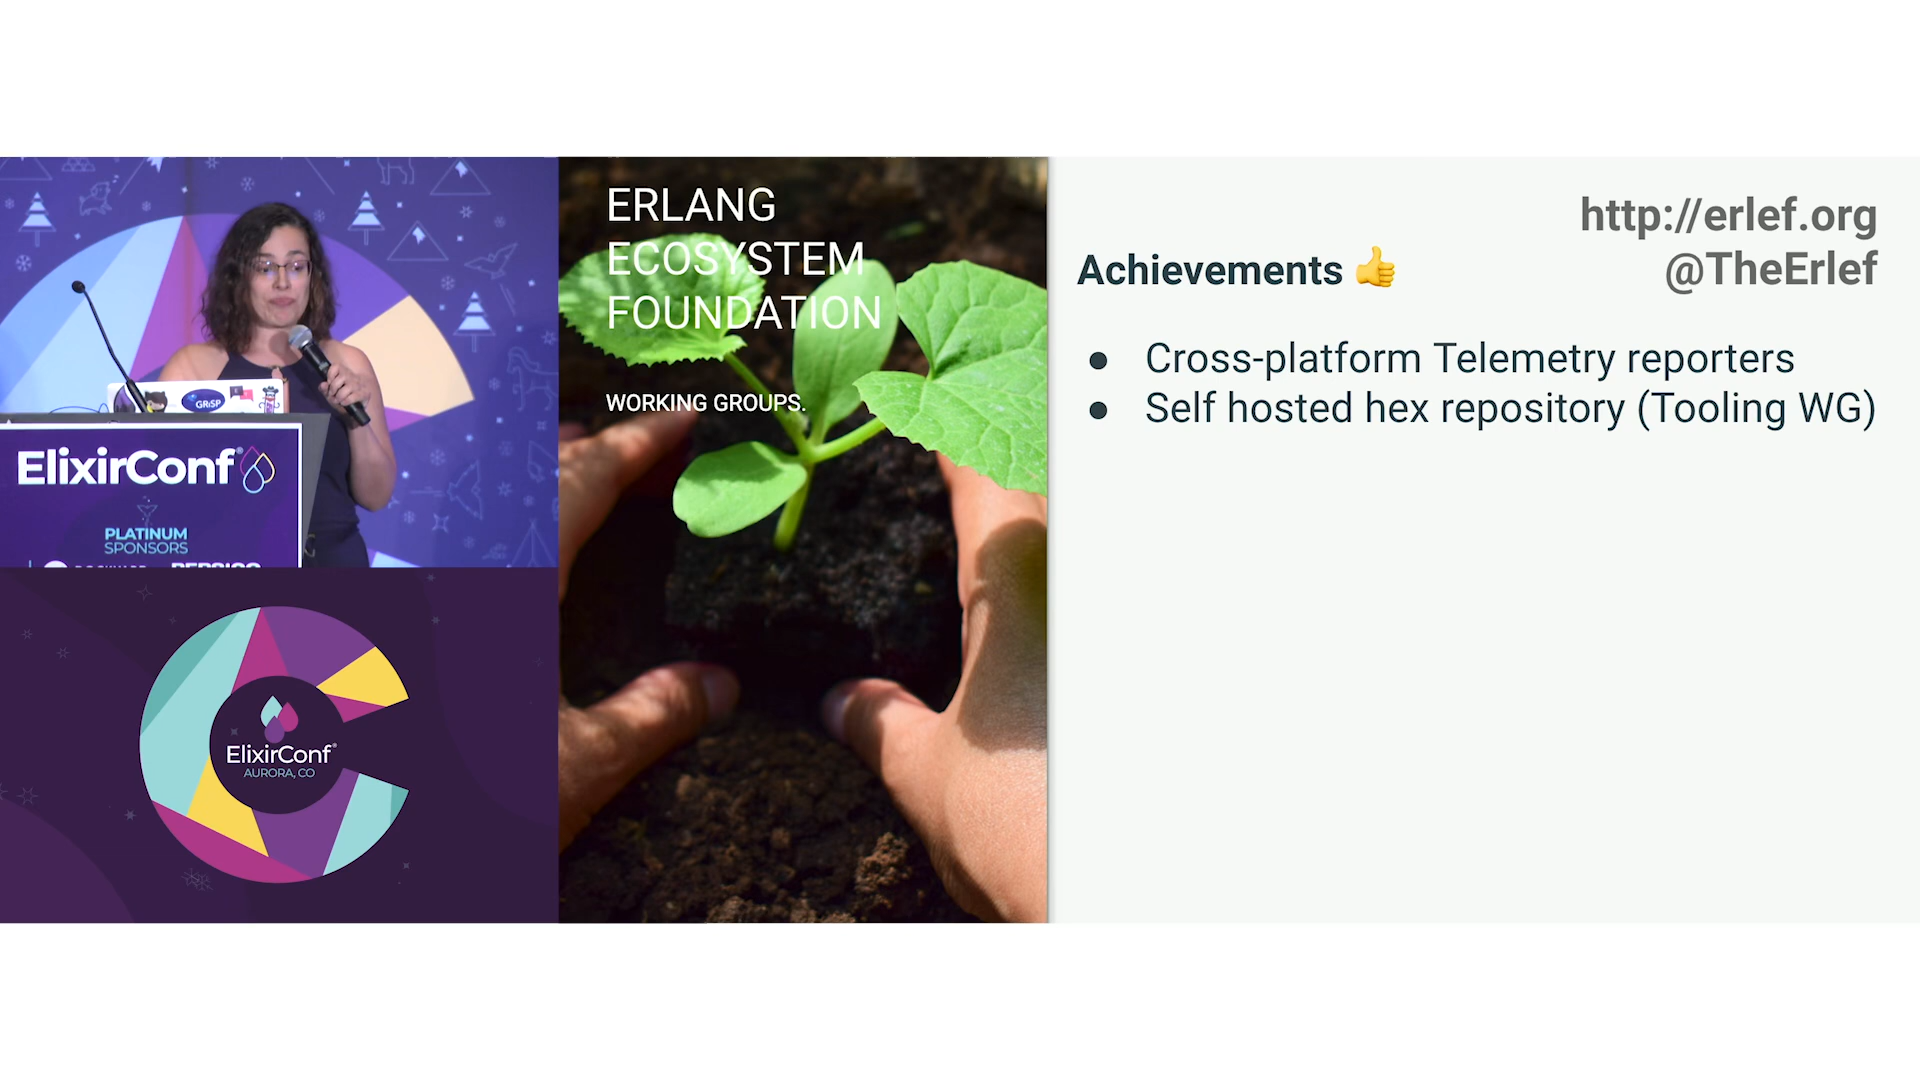 GRiSP
ElixirConf
PLATINUM
SPONSORS
ElixirConf
AURORA, CO
ERLANG
ECOSYSTEM
FOUNDATION
WORKING GROUPS.
http://erlef.org
@TheErlef
Achievements 👍
● Cross-platform Telemetry reporters
● Self hosted hex repository (Tooling WG)